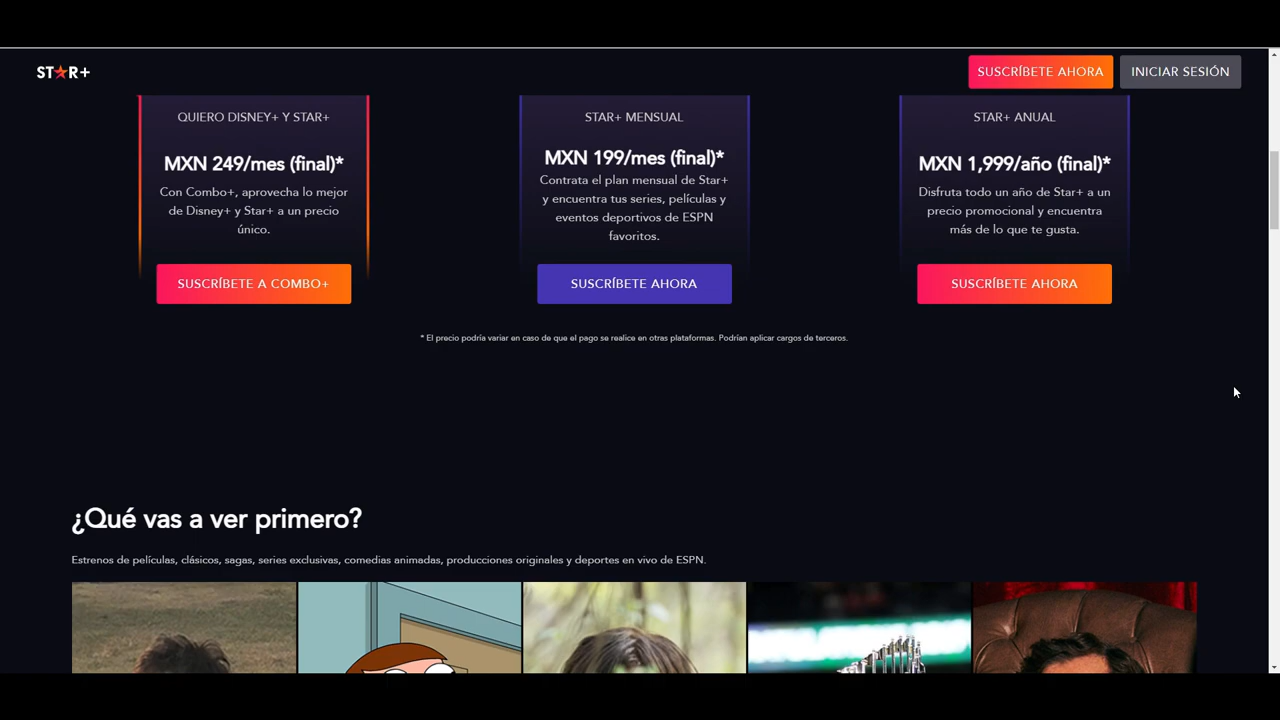 ST★R+
SUSCRÍBETE AHORA
INICIAR SESIÓN
QUIERO DISNEY+ Y STAR+
MXN 249/mes (final)*
Con Combo+, aprovecha lo mejor
de Disney+ y Star+ a un precio
único.
SUSCRÍBETE A COMBO+
STAR+ MENSUAL
MXN 199/mes (final)*
Contrata el plan mensual de Star+
y encuentra tus series, películas y
eventos deportivos de ESPN
favoritos.
SUSCRÍBETE AHORA
STAR+ ANUAL
MXN 1,999/año (final)*
Disfruta todo un año de Star+ a un
precio promocional y encuentra
más de lo que te gusta.
SUSCRÍBETE AHORA
* El precio podría variar en caso de que el pago se realice en otras plataformas. Podrían aplicar cargos de terceros.
¿Qué vas a ver primero?
Estrenos de películas, clásicos, sagas, series exclusivas, comedias animadas, producciones originales y deportes en vivo de ESPN.